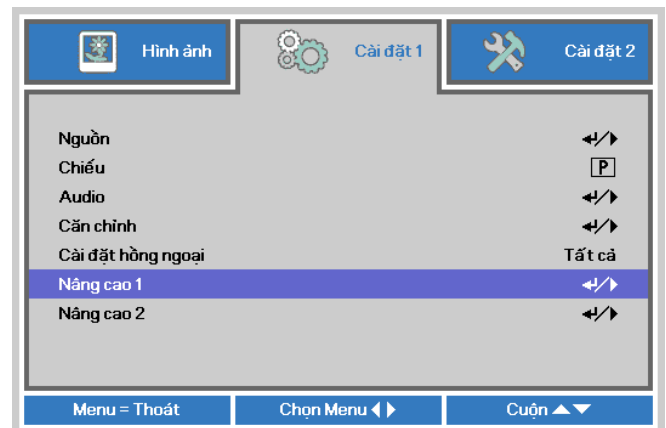 Hình ảnh
Cài đặt 1
Cài đặt 2
Nguồn
Chiếu P
Audio
Căn chỉnh
Cài đặt hồng ngoại Tất cả
Nâng cao 1
Nâng cao 2
Menu = Thoát
Chọn Menu
Cuộn